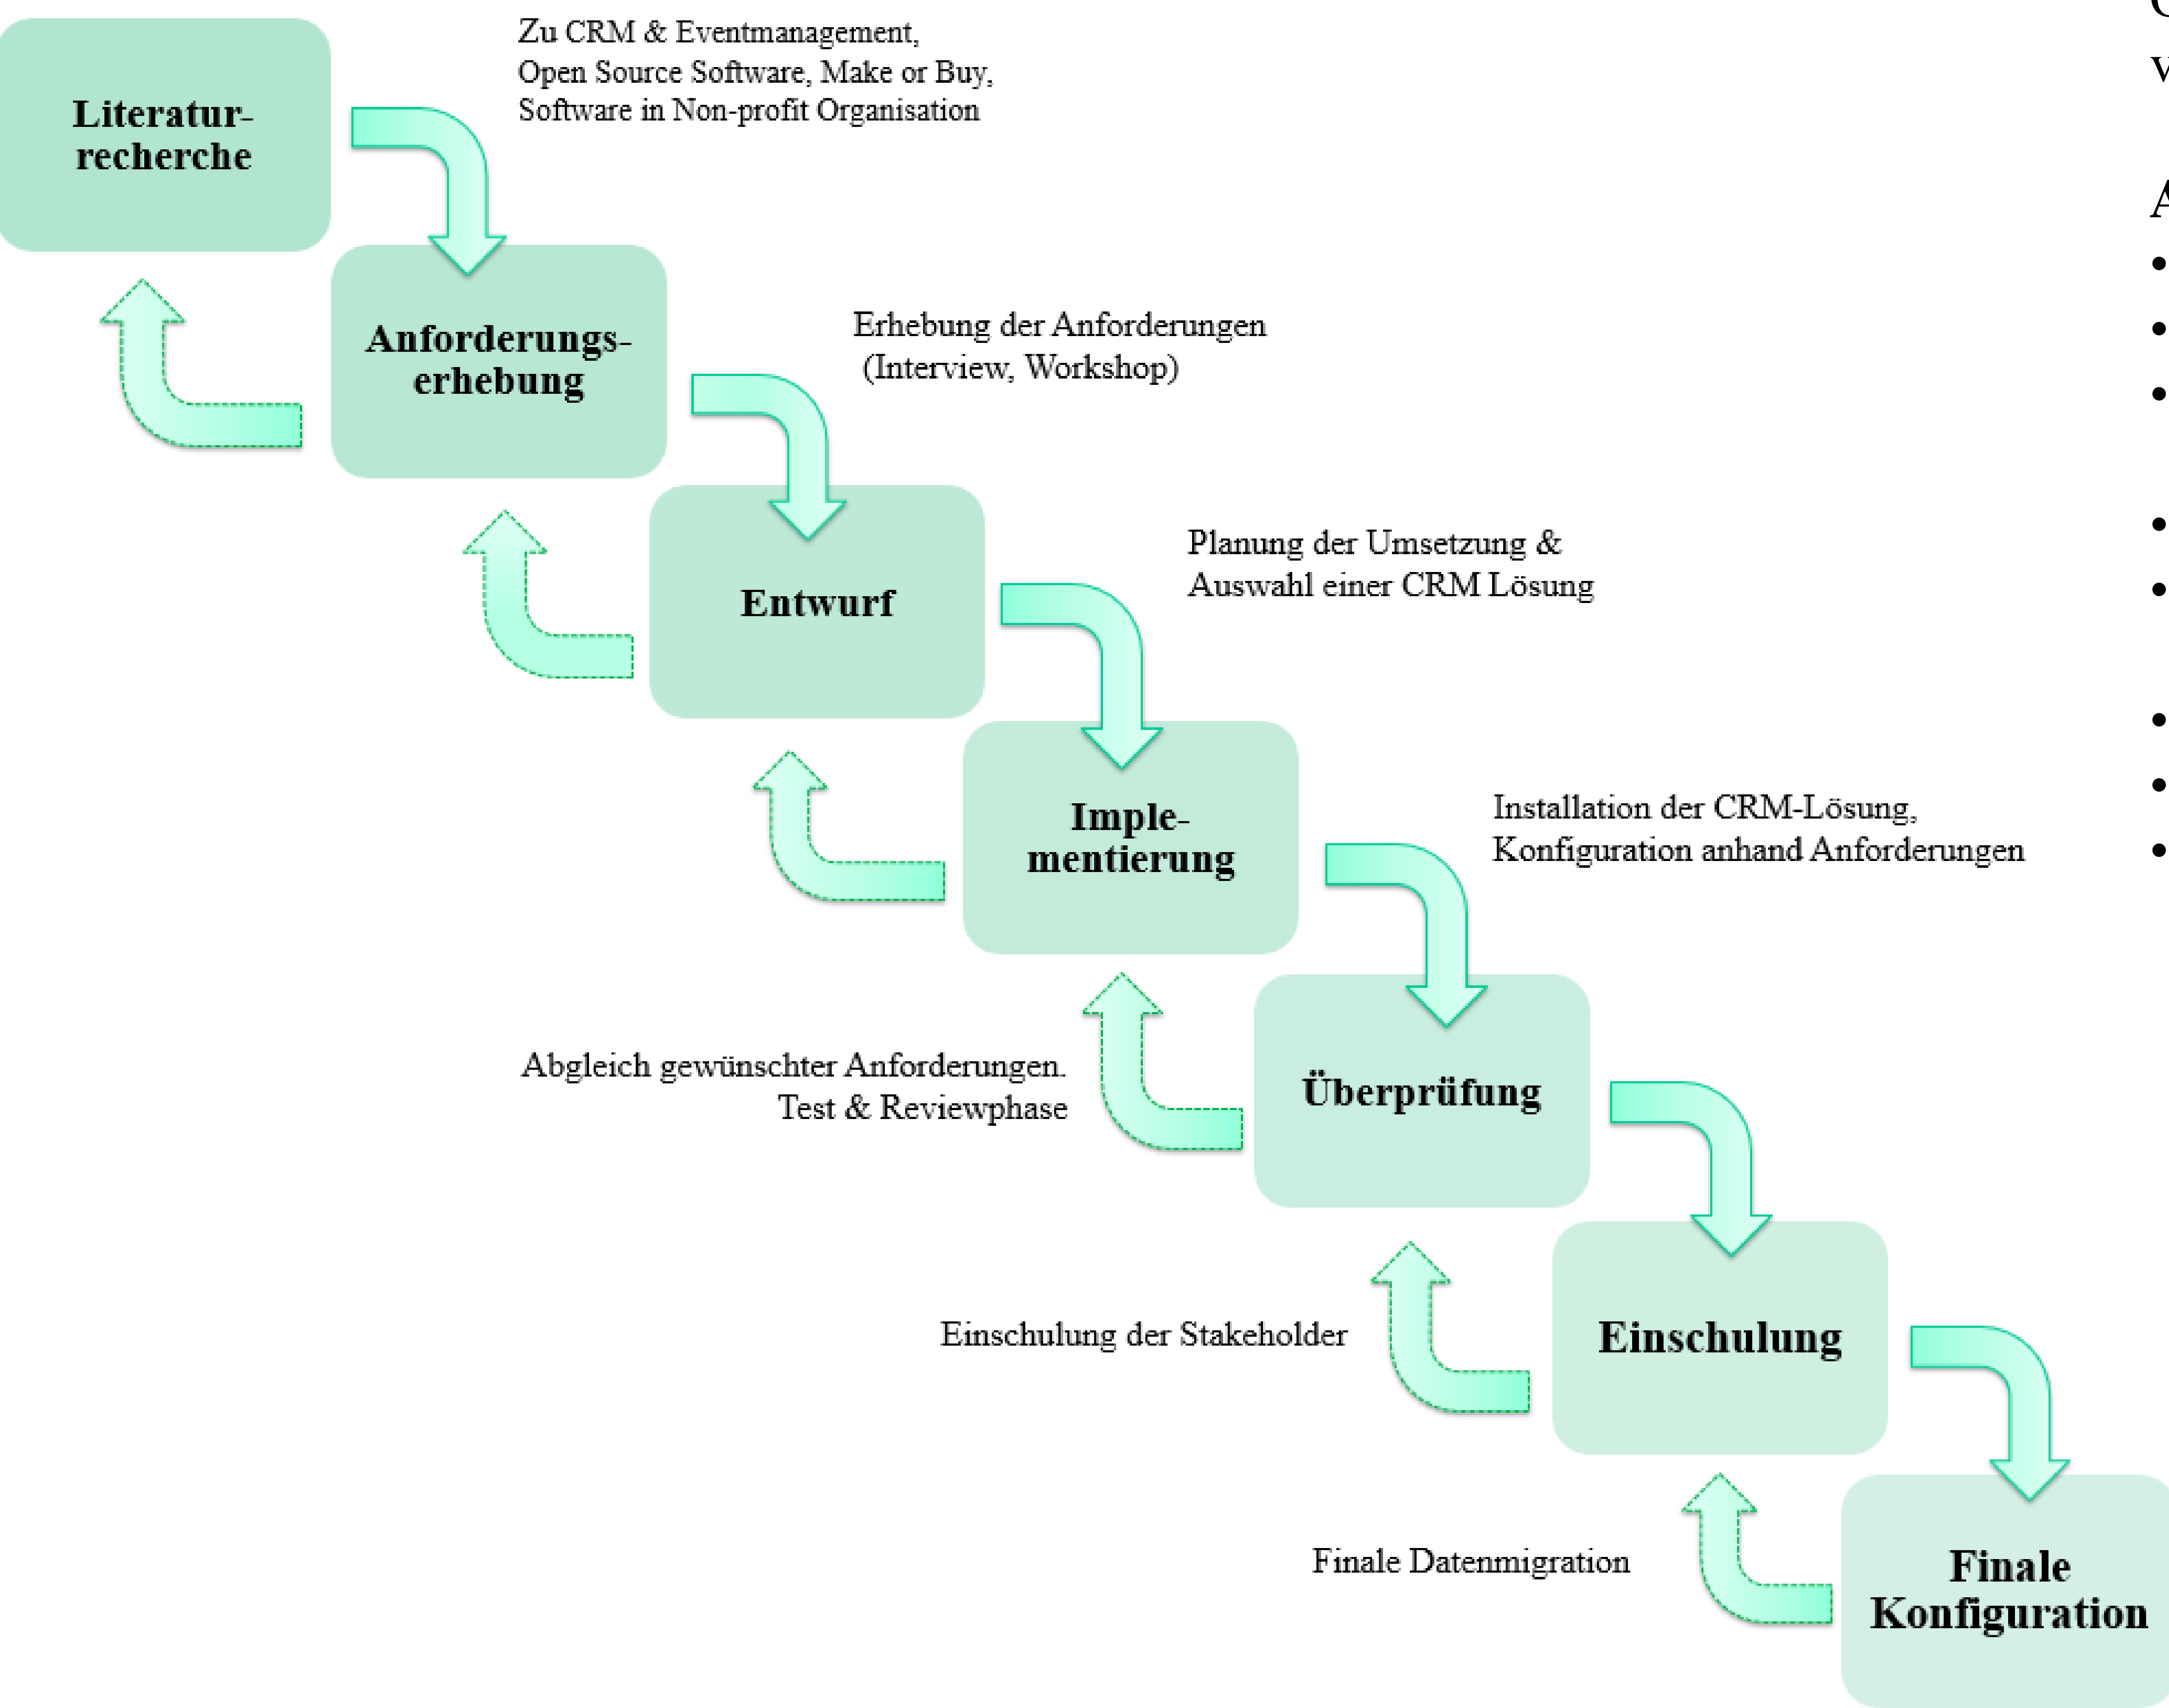 Zu CRM & Eventmanagement,
Open Source Software, Make or Buy,
Software in Non-profit Organisation
Literatur-
recherche
Erhebung der Anforderungen
(Interview, Workshop)
Anforderungs-
erhebung
Planung der Umsetzung &
Auswahl einer CRM Lösung
Entwurf
Installation der CRM-Lösung,
Konfiguration anhand Anforderungen
Imple-
mentierung
Abgleich gewünschter Anforderungen.
Test & Reviewphase
Überprüfung
Einschulung der Stakeholder
Einschulung
Finale Datenmigration
Finale
Konfiguration